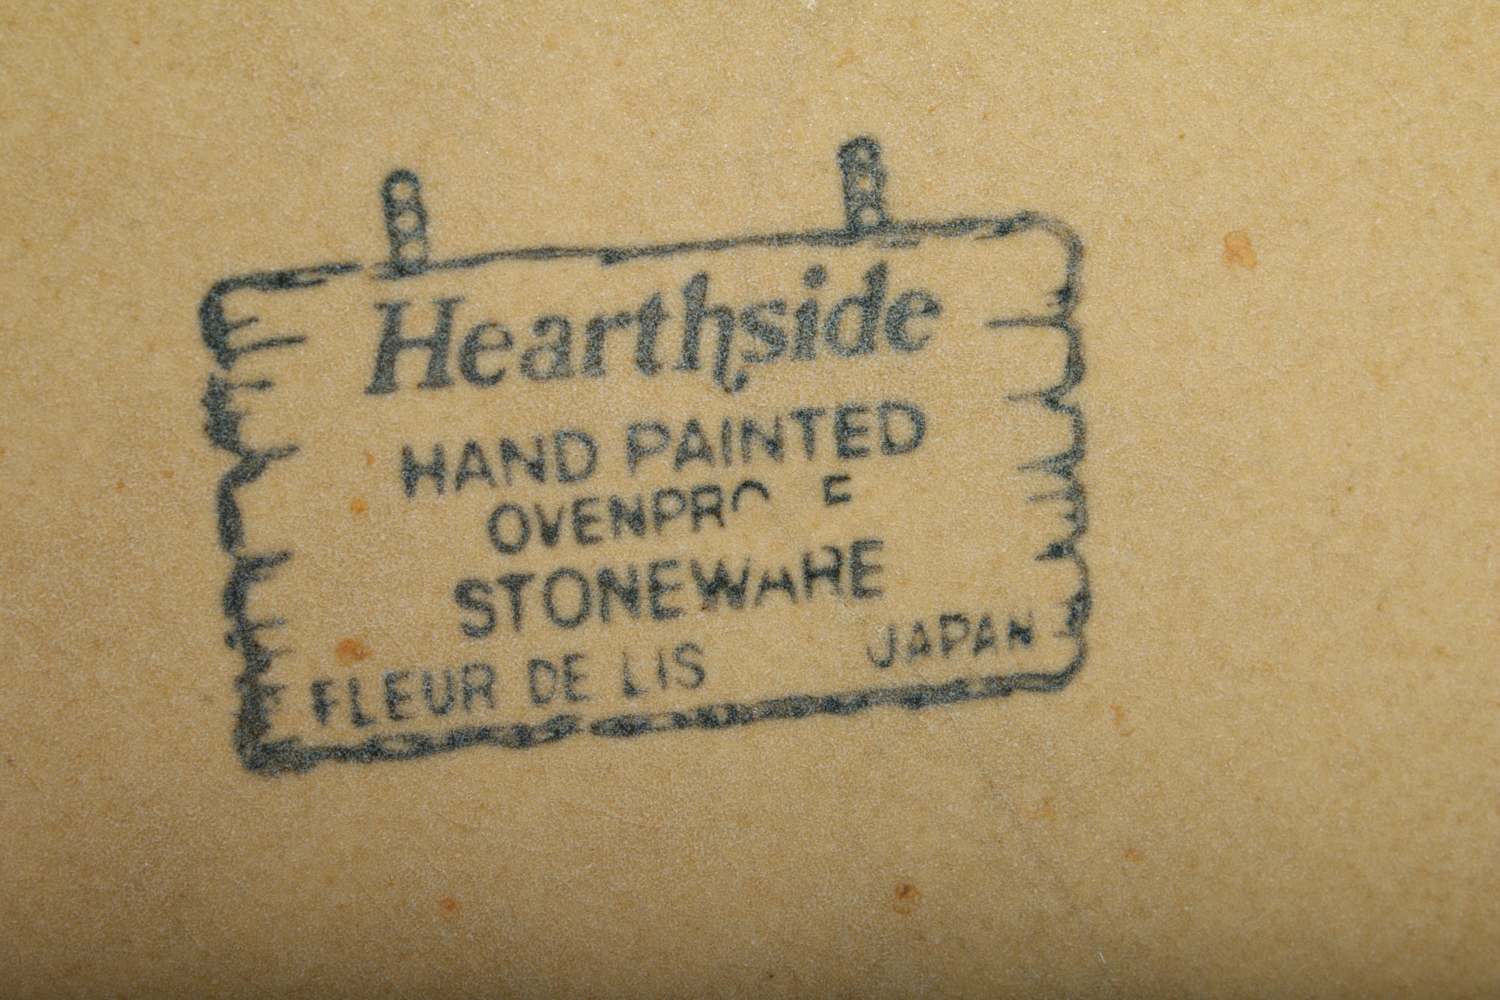 Hearthside
HAND PAINTED
OVENPROOF
STONEWARE
FLEUR DE LIS JAPAN